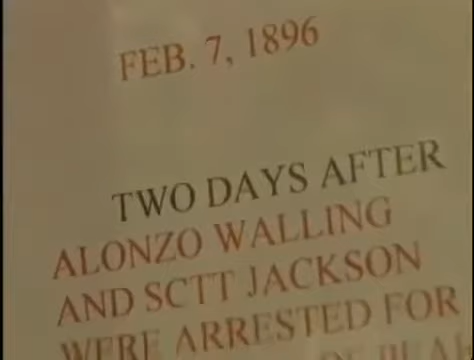 FEB. 7, 1896
TWO DAYS AFTER
ALONZO WALLING
AND SCTT JACKSON
WERE ARRESTED FOR